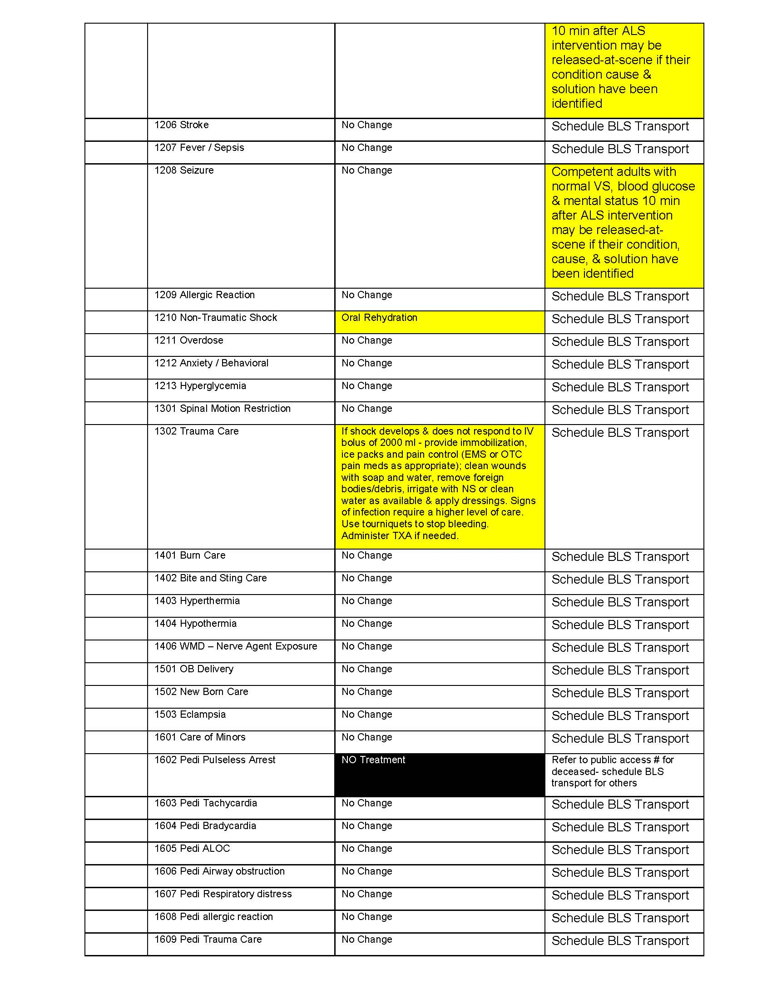 10 min after ALS
intervention may be
released-at-scene if their
condition cause &
solution have been
identified
1206 Stroke
No Change
Schedule BLS Transport
1207 Fever / Sepsis
No Change
Schedule BLS Transport
1208 Seizure
No Change
Competent adults with
normal VS, blood glucose
& mental status 10 min
after ALS intervention
may be released-at-
scene if their condition,
cause, & solution have
been identified
1209 Allergic Reaction
No Change
Schedule BLS Transport
1210 Non-Traumatic Shock
Oral Rehydration
Schedule BLS Transport
1211 Overdose
No Change
Schedule BLS Transport
1212 Anxiety / Behavioral
No Change
Schedule BLS Transport
1213 Hyperglycemia
No Change
Schedule BLS Transport
1301 Spinal Motion Restriction
No Change
Schedule BLS Transport
1302 Trauma Care
If shock develops & does not respond to IV
bolus of 2000 ml - provide immobilization,
ice packs and pain control (EMS or OTC
pain meds as appropriate); clean wounds
with soap and water, remove foreign
bodies/debris, irrigate with NS or clean
water as available & apply dressings. Signs
of infection require a higher level of care.
Use tourniquets to stop bleeding.
Administer TXA if needed.
Schedule BLS Transport
1401 Burn Care
No Change
Schedule BLS Transport
1402 Bite and Sting Care
No Change
Schedule BLS Transport
1403 Hyperthermia
No Change
Schedule BLS Transport
1404 Hypothermia
No Change
Schedule BLS Transport
1406 WMD – Nerve Agent Exposure
No Change
Schedule BLS Transport
1501 OB Delivery
No Change
Schedule BLS Transport
1502 New Born Care
No Change
Schedule BLS Transport
1503 Eclampsia
No Change
Schedule BLS Transport
1601 Care of Minors
No Change
Schedule BLS Transport
1602 Pedi Pulseless Arrest
NO Treatment
Refer to public access # for
deceased- schedule BLS
transport for others
1603 Pedi Tachycardia
No Change
Schedule BLS Transport
1604 Pedi Bradycardia
No Change
Schedule BLS Transport
1605 Pedi ALOC
No Change
Schedule BLS Transport
1606 Pedi Airway obstruction
No Change
Schedule BLS Transport
1607 Pedi Respiratory distress
No Change
Schedule BLS Transport
1608 Pedi allergic reaction
No Change
Schedule BLS Transport
1609 Pedi Trauma Care
No Change
Schedule BLS Transport